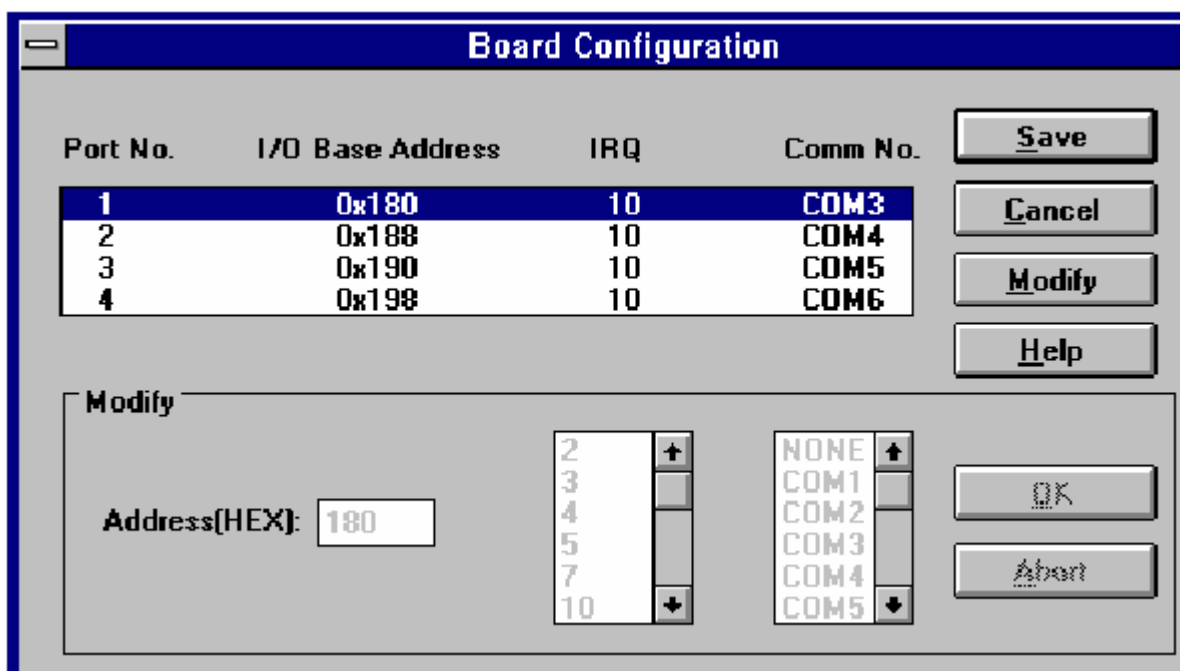 Board Configuration
Port No. I/O Base Address IRQ Comm No.
1 0x180 10 COM3
2 0x188 10 COM4
3 0x190 10 COM5
4 0x198 10 COM6
Save
Cancel
Modify
Help
Modify
Address(HEX): 180
2
3
4
5
7
10
NONE
COM1
COM2
COM3
COM4
COM5
OK
Abort